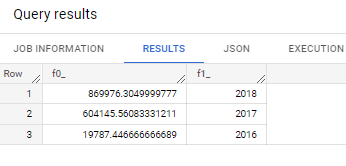 Query results
JOB INFORMATION RESULTS JSON EXECUTION
Row f0_ f1_
1 869976.3049999777 2018
2 604145.56083331211 2017
3 19787.446666666689 2016